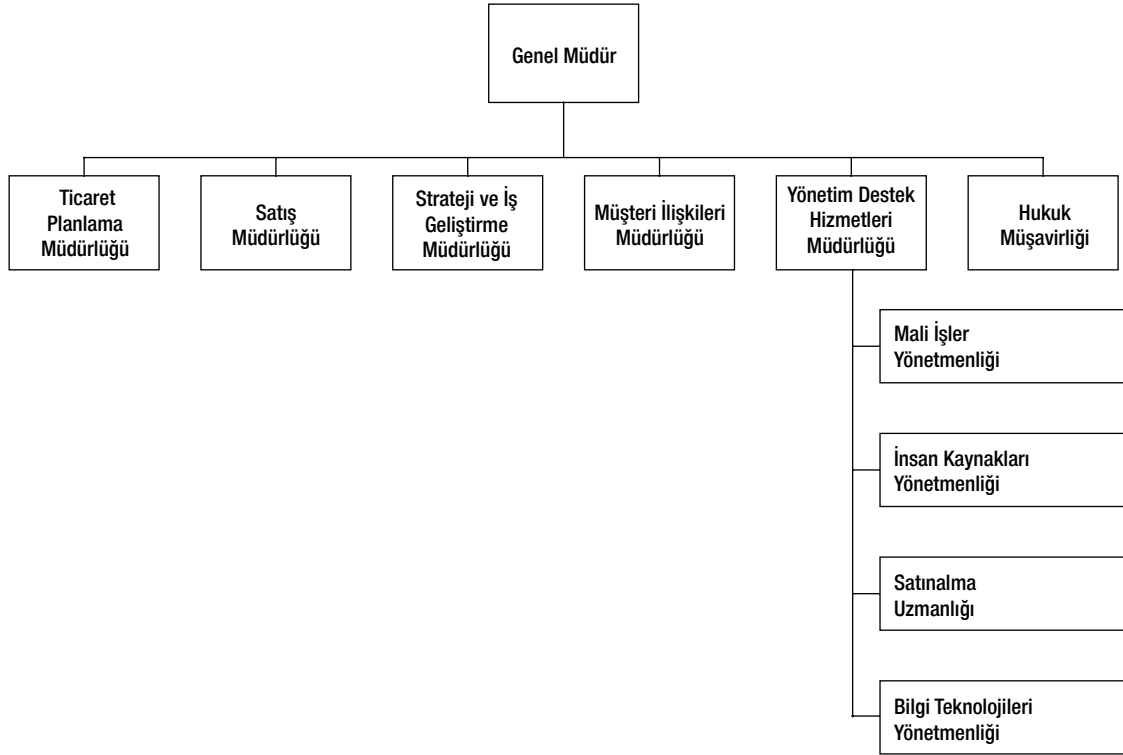 Genel Müdür
Ticaret
Planlama
Müdürlüğü
Satış
Müdürlüğü
Strateji ve İş
Geliştirme
Müdürlüğü
Müşteri İlişkileri
Müdürlüğü
Yönetim Destek
Hizmetleri
Müdürlüğü
Hukuk
Müşavirliği
Mali İşler
Yönetmenliği
İnsan Kaynakları
Yönetmenliği
Satınalma
Uzmanlığı
Bilgi Teknolojileri
Yönetmenliği